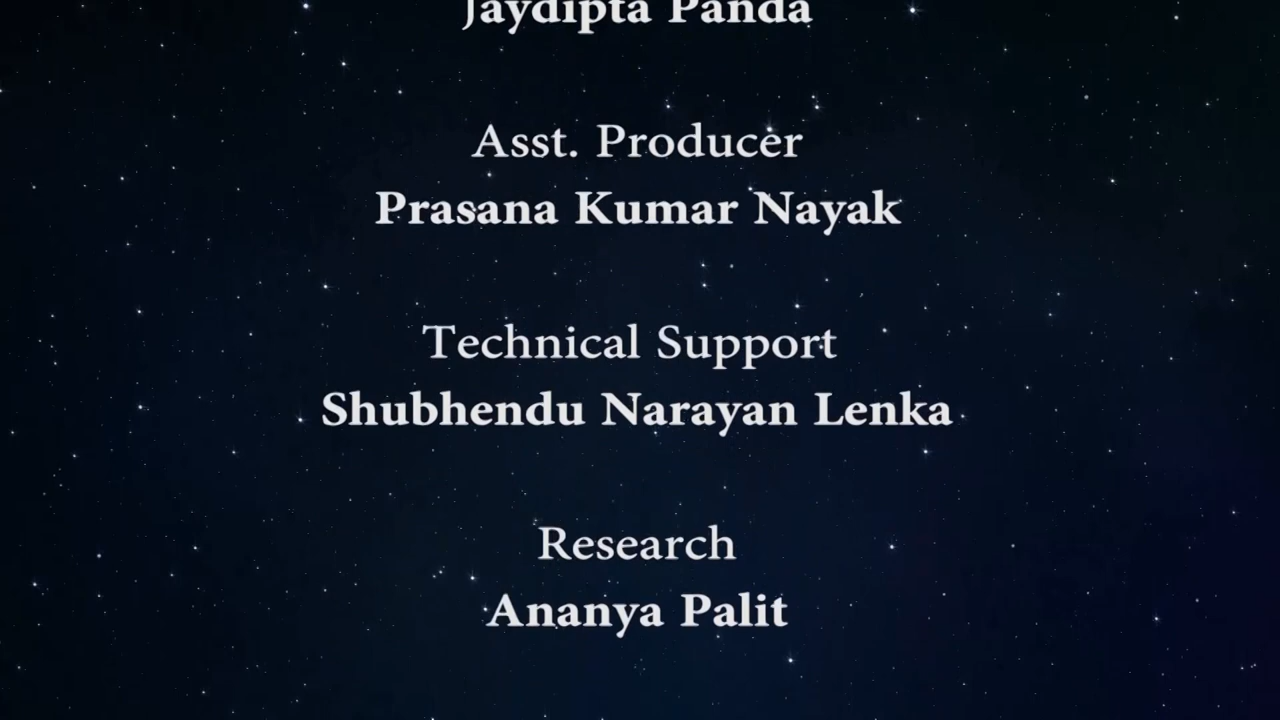 Jaydipta Panda
Asst. Producer
Prasana Kumar Nayak
Technical Support
Shubhendu Narayan Lenka
Research
Ananya Palit